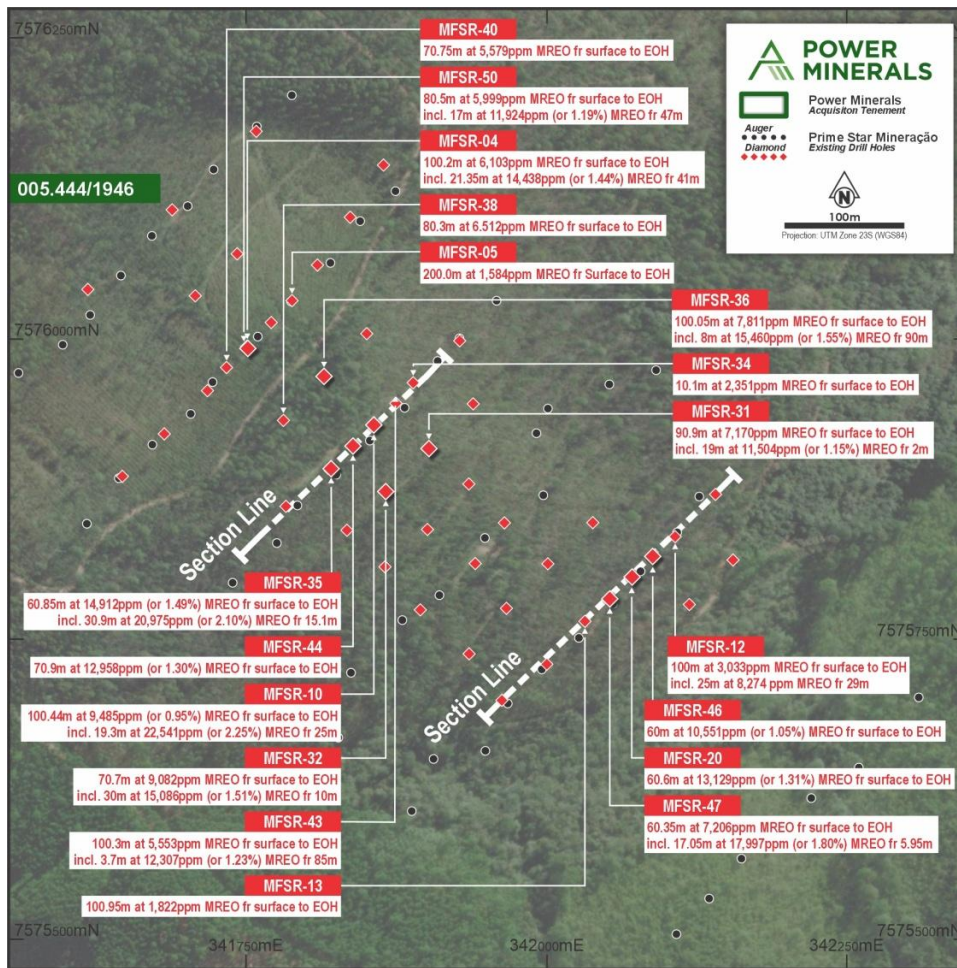 7576250mN
MFSR-40
70.75m at 5,579ppm MREO fr surface to EOH
MFSR-50
80.5m at 5,999ppm MREO fr surface to EOH
incl. 17m at 11,924ppm (or 1.19%) MREO fr 47m
MFSR-04
100.2m at 6,103ppm MREO fr surface to EOH
incl. 21.35m at 14,438ppm (or 1.44%) MREO fr 41m
MFSR-38
80.3m at 6.512ppm MREO fr surface to EOH
MFSR-05
200.0m at 1,584ppm MREO fr Surface to EOH
POWER
MINERALS
Power Minerals
Acquisiton Tenement
Auger
Diamond
Prime Star Mineração
Existing Drill Holes
N
100m
Projection: UTM Zone 23S (WGS84)
005.444/1946
7576000mN
MFSR-36
100.05m at 7,811ppm MREO fr surface to EOH
incl. 8m at 15,460ppm (or 1.55%) MREO fr 90m
MFSR-34
10.1m at 2,351ppm MREO fr surface to EOH
MFSR-31
90.9m at 7,170ppm MREO fr surface to EOH
incl. 19m at 11,504ppm (or 1.15%) MREO fr 2m
Section Line
Section Line
MFSR-35
60.85m at 14,912ppm (or 1.49%) MREO fr surface to EOH
incl. 30.9m at 20,975ppm (or 2.10%) MREO fr 15.1m
MFSR-44
70.9m at 12,958ppm (or 1.30%) MREO fr surface to EOH
MFSR-10
100.44m at 9,485ppm (or 0.95%) MREO fr surface to EOH
incl. 19.3m at 22,541ppm (or 2.25%) MREO fr 25m
MFSR-32
70.7m at 9,082ppm MREO fr surface to EOH
incl. 30m at 15,086ppm (or 1.51%) MREO fr 10m
MFSR-43
100.3m at 5,553ppm MREO fr surface to EOH
incl. 3.7m at 12,307ppm (or 1.23%) MREO fr 85m
MFSR-13
100.95m at 1,822ppm MREO fr surface to EOH
7575750mN
MFSR-12
100m at 3,033ppm MREO fr surface to EOH
incl. 25m at 8,274 ppm MREO fr 29m
MFSR-46
60m at 10,551ppm (or 1.05%) MREO fr surface to EOH
MFSR-20
60.6m at 13,129ppm (or 1.31%) MREO fr surface to EOH
MFSR-47
60.35m at 7,206ppm MREO fr surface to EOH
incl. 17.05m at 17,997ppm (or 1.80%) MREO fr 5.95m
7575500mN
341750mE
342000mE
342250mE